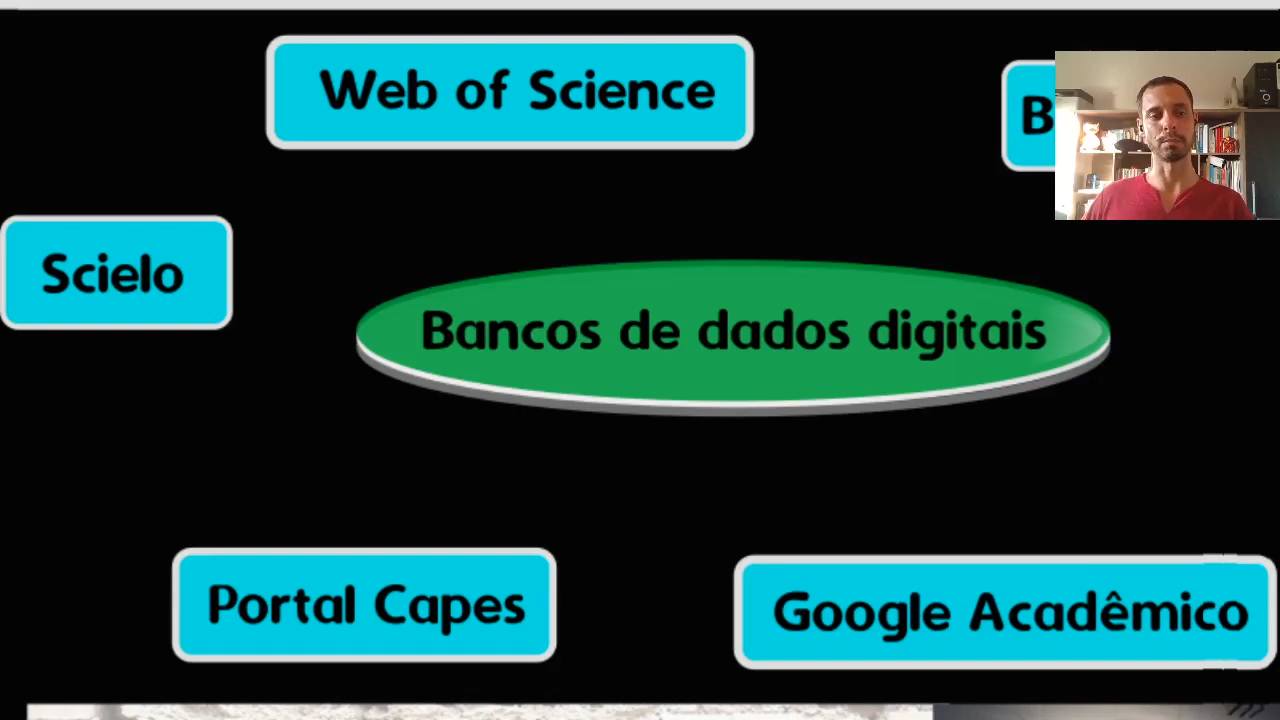 Web of Science
Scielo
Bancos de dados digitais
Portal Capes
Google Acadêmico